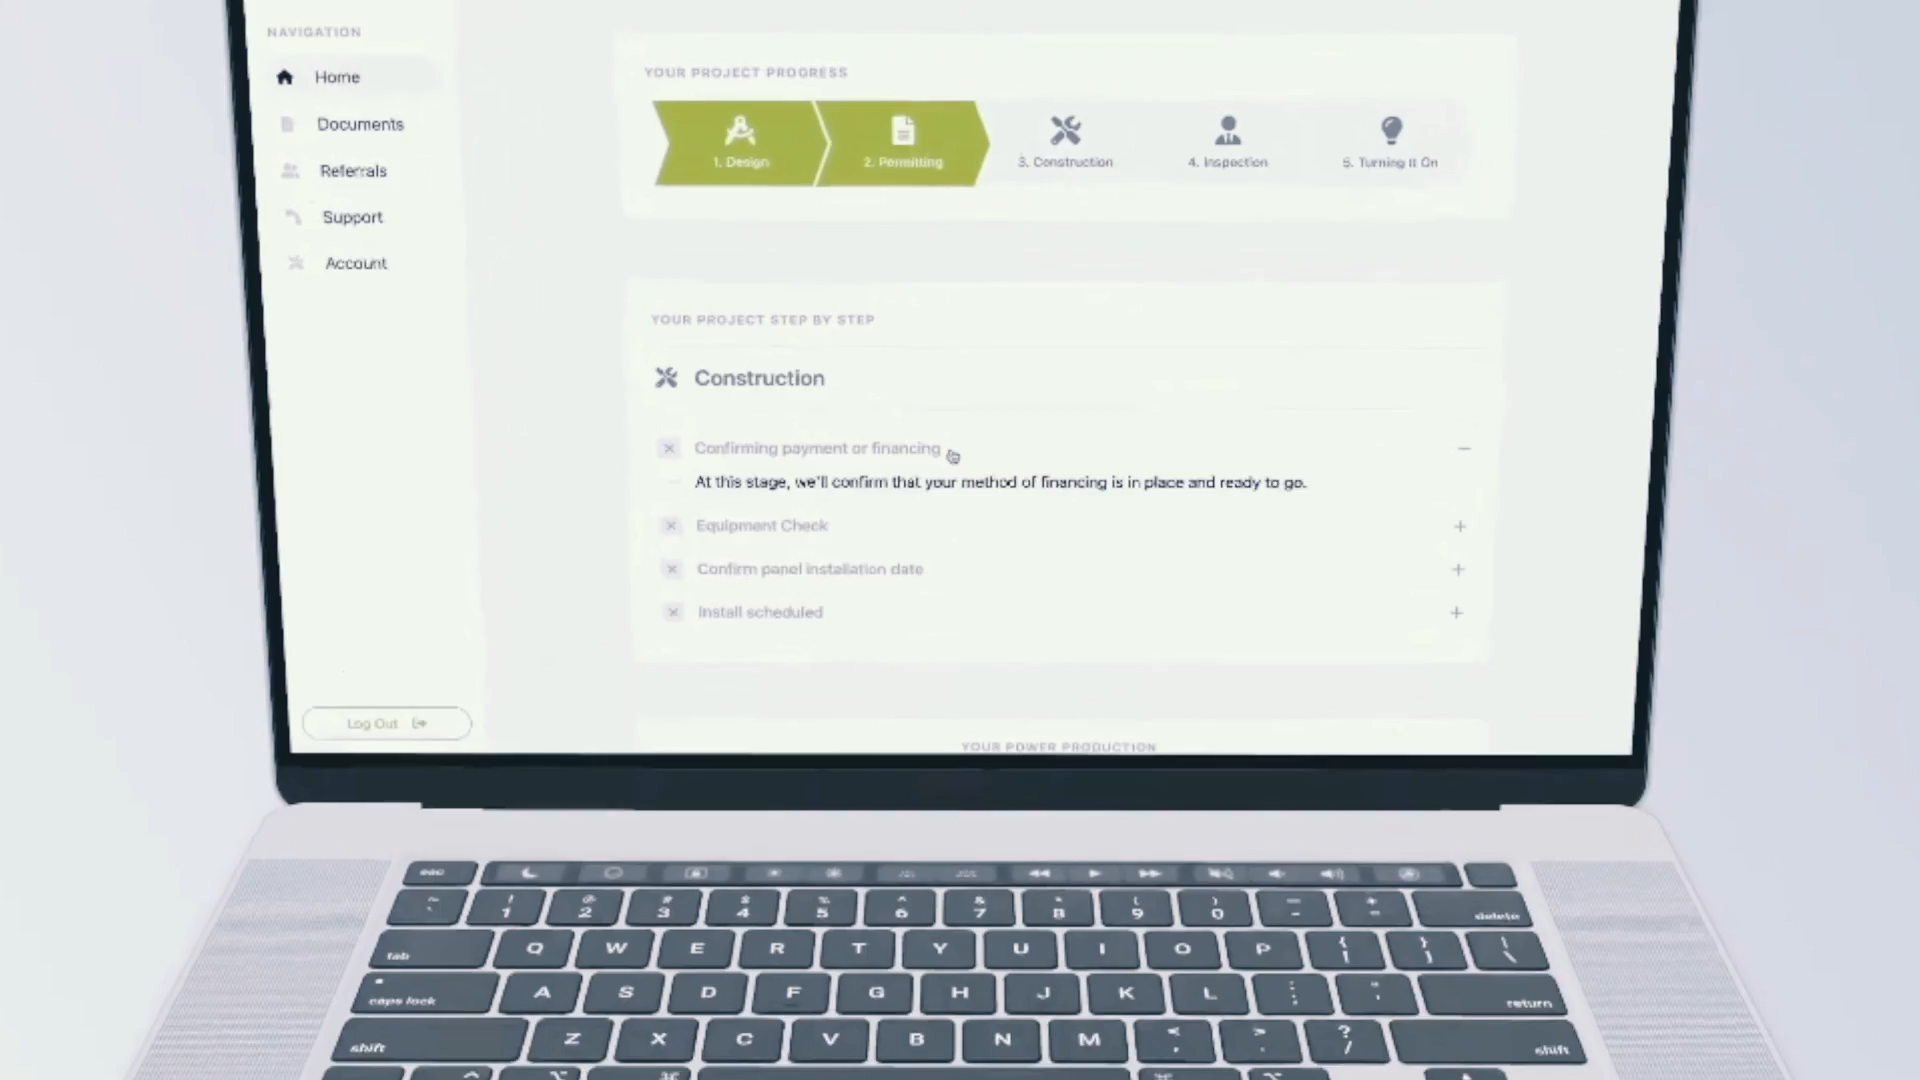 NAVIGATION
Home
Documents
Referrals
Support
Account
Log Out
YOUR PROJECT PROGRESS
1. Design
2. Permitting
3. Construction
4. Inspection
5. Turning It On
YOUR PROJECT STEP BY STEP
Construction
Confirming payment or financing
At this stage, we'll confirm that your method of financing is in place and ready to go.
Equipment Check
Confirm panel installation date
Install scheduled
YOUR POWER PRODUCTION
esc
~ ! @ # $ % ^ & * ( ) - +
1 2 3 4 5 6 7 8 9 0 delete
tab Q W E R T Y U I O P { } \
caps lock A S D F G H J K L return
shift Z X C V B N M < > ? / shift